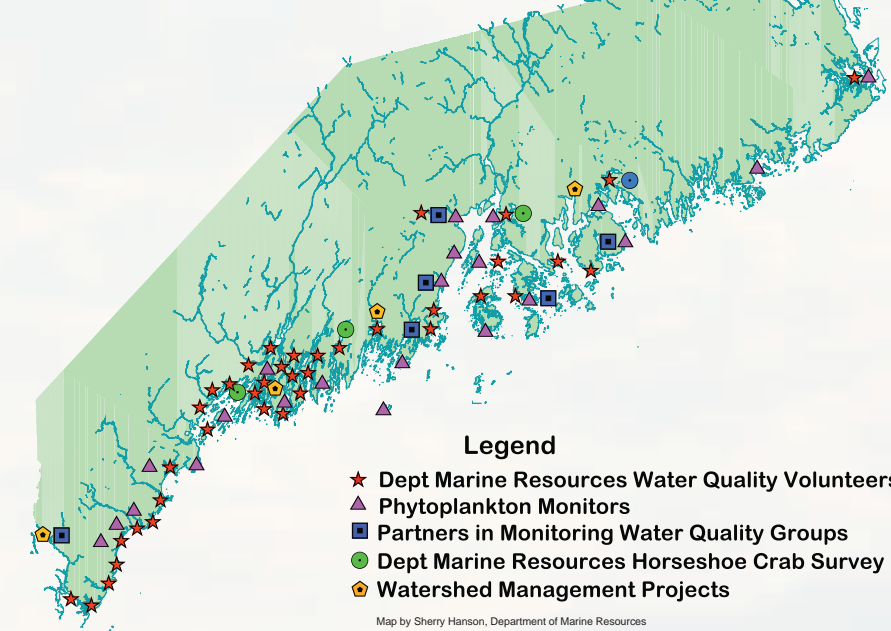 Legend
Dept Marine Resources Water Quality Volunteers
Phytoplankton Monitors
Partners in Monitoring Water Quality Groups
Dept Marine Resources Horseshoe Crab Survey
Watershed Management Projects
Map by Sherry Hanson, Department of Marine Resources